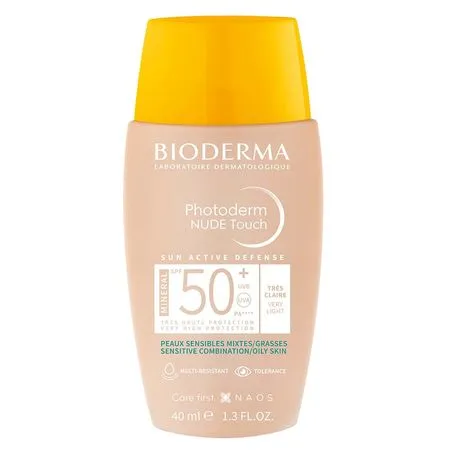 BIODERMA
LABORATOIRE DERMATOLOGIQUE
Photoderm
NUDE Touch
SUN ACTIVE DEFENSE
MINERAL
SPF
50+
UVB
UVA
PA++++
TRÈS
CLAIRE
VERY
LIGHT
TRÈS HAUTE PROTECTION
VERY HIGH PROTECTION
PEAUX SENSIBLES MIXTES/GRASSES
SENSITIVE COMBINATION/OILY SKIN
MULTI-RESISTANT
TOLERANCE
Care first.
NAOS
40 ml e 1.3 FL.OZ.